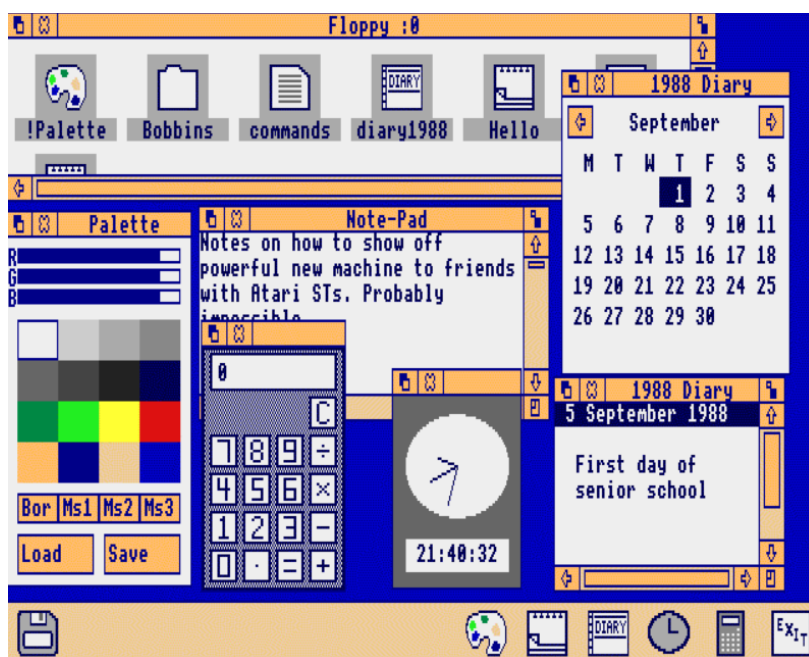 Floppy :0
!Palette
Bobbins
commands
diary1988
Hello
1988 Diary
September
M T W T F S S
1 2 3 4
5 6 7 8 9 10 11
12 13 14 15 16 17 18
19 20 21 22 23 24 25
26 27 28 29 30
Palette
R
G
B
Bor Ms1 Ms2 Ms3
Load Save
Note-Pad
Notes on how to show off
powerful new machine to friends
with Atari STs. Probably
0
C
7 8 9 ÷
4 5 6 ×
1 2 3 -
0 . = +
21:40:32
1988 Diary
5 September 1988
First day of
senior school
DIARY
DIARY
EXIT